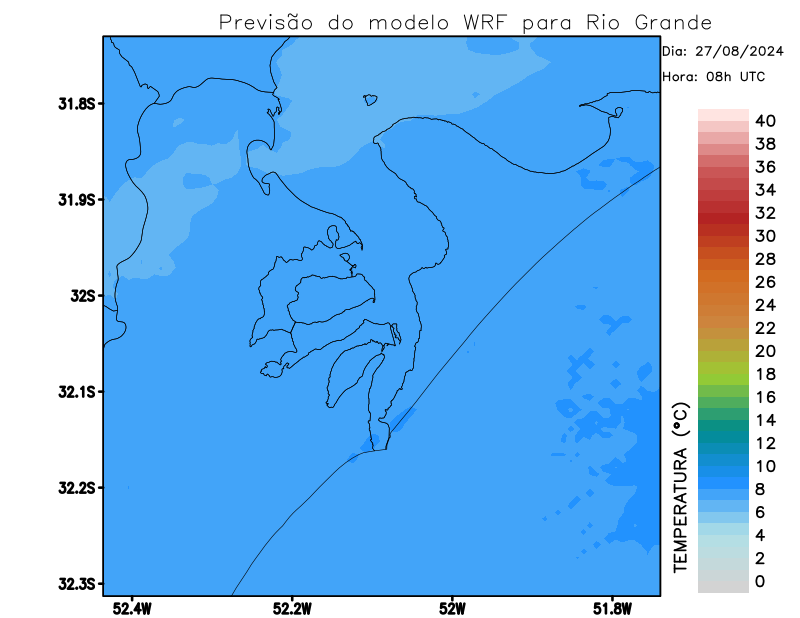 Previsão do modelo WRF para Rio Grande
Dia: 27/08/2024
Hora: 08h UTC
31.8S
31.9S
32S
32.1S
32.2S
32.3S
52.4W
52.2W
52W
51.8W
TEMPERATURA (°C)
40
38
36
34
32
30
28
26
24
22
20
18
16
14
12
10
8
6
4
2
0